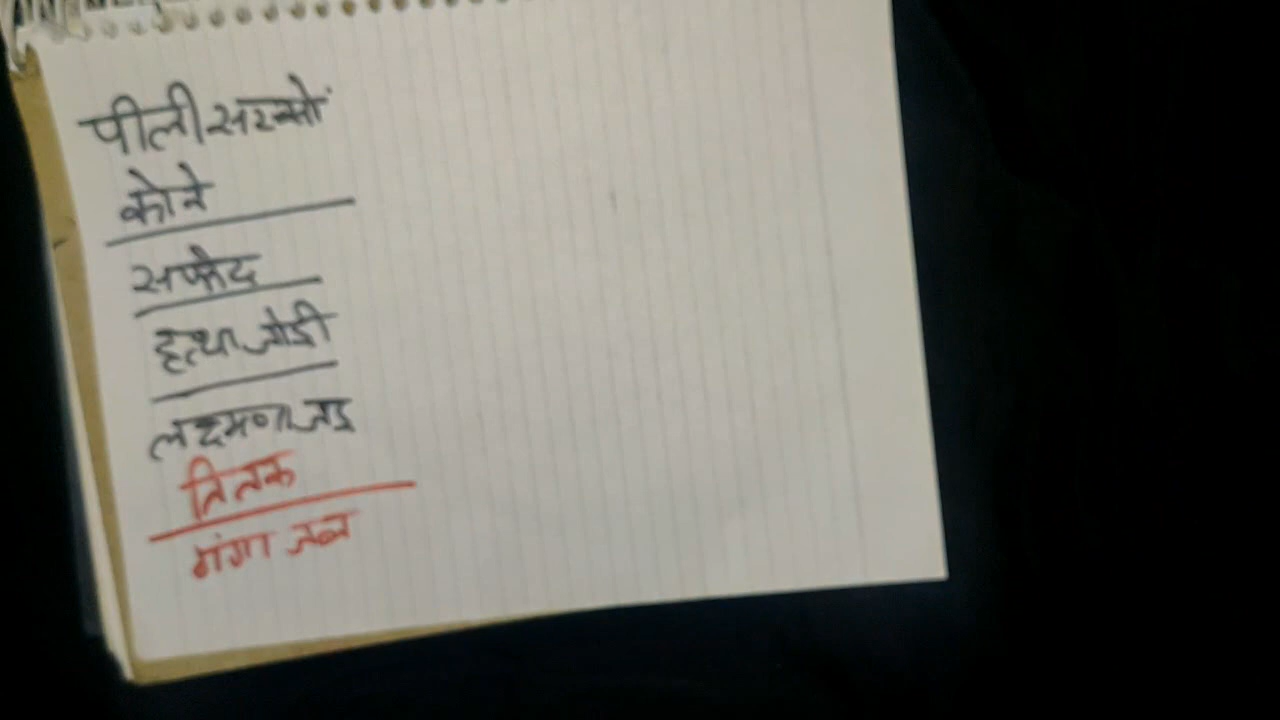 पीली सरसों
कोने
सफेद
हत्था जोडी
लक्ष्मणा जड
तिलक
गंगा जल